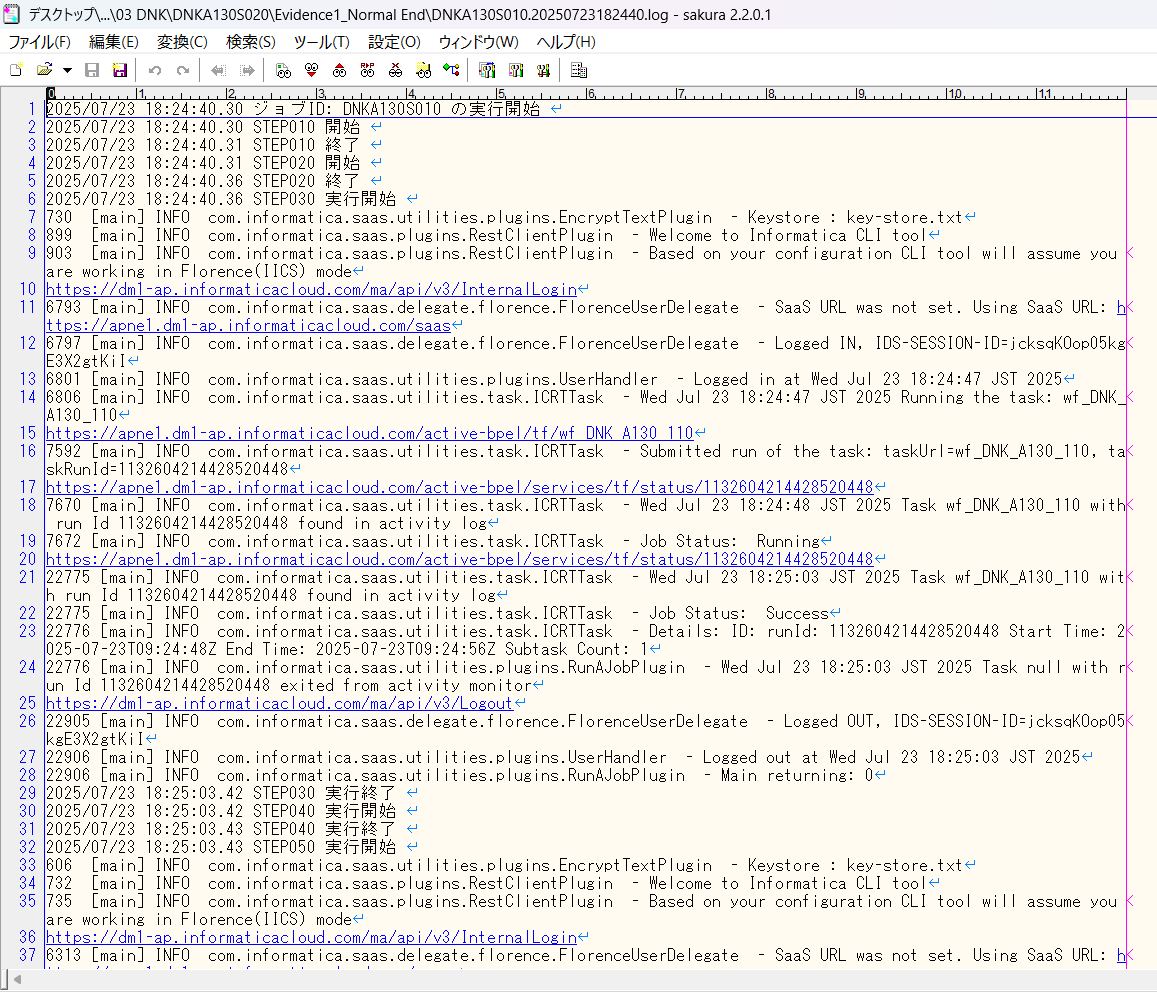 デスクトップ\...\03 DNK\DNKA130S020\Evidence1_Normal End\DNKA130S010.20250723182440.log - sakura 2.2.0.1
ファイル(F) 編集(E) 変換(C) 検索(S) ツール(T) 設定(O) ウィンドウ(W) ヘルプ(H)
0 1 2 3 4 5 6 7 8 9 10 11
1 2025/07/23 18:24:40.30 ジョブID: DNKA130S010 の実行開始 ↵
2 2025/07/23 18:24:40.30 STEP010 開始 ↵
3 2025/07/23 18:24:40.31 STEP010 終了 ↵
4 2025/07/23 18:24:40.31 STEP020 開始 ↵
5 2025/07/23 18:24:40.36 STEP020 終了 ↵
6 2025/07/23 18:24:40.36 STEP030 実行開始 ↵
7 730  [main] INFO  com.informatica.saas.utilities.plugins.EncryptTextPlugin  - Keystore : key-store.txt↵
8 899  [main] INFO  com.informatica.saas.plugins.RestClientPlugin  - Welcome to Informatica CLI tool↵
9 903  [main] INFO  com.informatica.saas.plugins.RestClientPlugin  - Based on your configuration CLI tool will assume you <
are working in Florence(IICS) mode↵
10 https://dm1-ap.informaticacloud.com/ma/api/v3/InternalLogin↵
11 6793 [main] INFO  com.informatica.saas.delegate.florence.FlorenceUserDelegate  - SaaS URL was not set. Using SaaS URL: h<
ttps://apne1.dm1-ap.informaticacloud.com/saas↵
12 6797 [main] INFO  com.informatica.saas.delegate.florence.FlorenceUserDelegate  - Logged IN, IDS-SESSION-ID=jcksqKOop05kg<
E3X2gtKiI↵
13 6801 [main] INFO  com.informatica.saas.utilities.plugins.UserHandler  - Logged in at Wed Jul 23 18:24:47 JST 2025↵
14 6806 [main] INFO  com.informatica.saas.utilities.task.ICRTTask  - Wed Jul 23 18:24:47 JST 2025 Running the task: wf_DNK_<
A130_110↵
15 https://apne1.dm1-ap.informaticacloud.com/active-bpel/tf/wf_DNK_A130_110↵
16 7592 [main] INFO  com.informatica.saas.utilities.task.ICRTTask  - Submitted run of the task: taskUrl=wf_DNK_A130_110, ta<
skRunId=1132604214428520448↵
17 https://apne1.dm1-ap.informaticacloud.com/active-bpel/services/tf/status/1132604214428520448↵
18 7670 [main] INFO  com.informatica.saas.utilities.task.ICRTTask  - Wed Jul 23 18:24:48 JST 2025 Task wf_DNK_A130_110 with<
 run Id 1132604214428520448 found in activity log↵
19 7672 [main] INFO  com.informatica.saas.utilities.task.ICRTTask  - Job Status:  Running↵
20 https://apne1.dm1-ap.informaticacloud.com/active-bpel/services/tf/status/1132604214428520448↵
21 22775 [main] INFO  com.informatica.saas.utilities.task.ICRTTask  - Wed Jul 23 18:25:03 JST 2025 Task wf_DNK_A130_110 wit<
h run Id 1132604214428520448 found in activity log↵
22 22775 [main] INFO  com.informatica.saas.utilities.task.ICRTTask  - Job Status:  Success↵
23 22776 [main] INFO  com.informatica.saas.utilities.task.ICRTTask  - Details: ID: runId: 1132604214428520448 Start Time: 2<
025-07-23T09:24:48Z End Time: 2025-07-23T09:24:56Z Subtask Count: 1↵
24 22776 [main] INFO  com.informatica.saas.utilities.plugins.RunAJobPlugin  - Wed Jul 23 18:25:03 JST 2025 Task null with r<
un Id 1132604214428520448 exited from activity monitor↵
25 https://dm1-ap.informaticacloud.com/ma/api/v3/Logout↵
26 22905 [main] INFO  com.informatica.saas.delegate.florence.FlorenceUserDelegate  - Logged OUT, IDS-SESSION-ID=jcksqKOop05<
kgE3X2gtKiI↵
27 22906 [main] INFO  com.informatica.saas.utilities.plugins.UserHandler  - Logged out at Wed Jul 23 18:25:03 JST 2025↵
28 22906 [main] INFO  com.informatica.saas.utilities.plugins.RunAJobPlugin  - Main returning: 0↵
29 2025/07/23 18:25:03.42 STEP030 実行終了 ↵
30 2025/07/23 18:25:03.42 STEP040 実行開始 ↵
31 2025/07/23 18:25:03.43 STEP040 実行終了 ↵
32 2025/07/23 18:25:03.43 STEP050 実行開始 ↵
33 606  [main] INFO  com.informatica.saas.utilities.plugins.EncryptTextPlugin  - Keystore : key-store.txt↵
34 732  [main] INFO  com.informatica.saas.plugins.RestClientPlugin  - Welcome to Informatica CLI tool↵
35 735  [main] INFO  com.informatica.saas.plugins.RestClientPlugin  - Based on your configuration CLI tool will assume you <
are working in Florence(IICS) mode↵
36 https://dm1-ap.informaticacloud.com/ma/api/v3/InternalLogin↵
37 6313 [main] INFO  com.informatica.saas.delegate.florence.FlorenceUserDelegate  - SaaS URL was not set. Using SaaS URL: h<